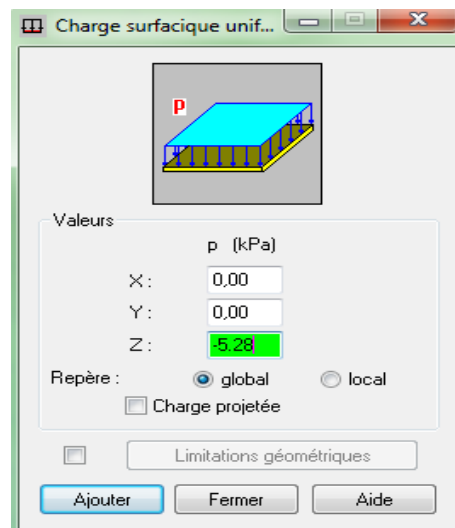 Charge surfacique unif...
p
Valeurs
p (kPa)
X : 0,00
Y : 0,00
Z : -5.28
Repère : global local
Charge projetée
Limitations géométriques
Ajouter Fermer Aide